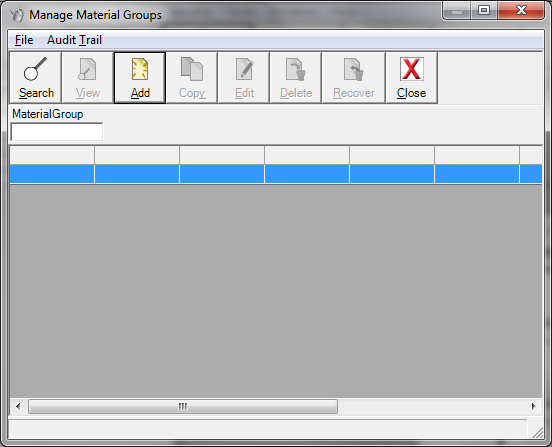 Manage Material Groups
File Audit Trail
Search View Add Copy Edit Delete Recover Close
MaterialGroup